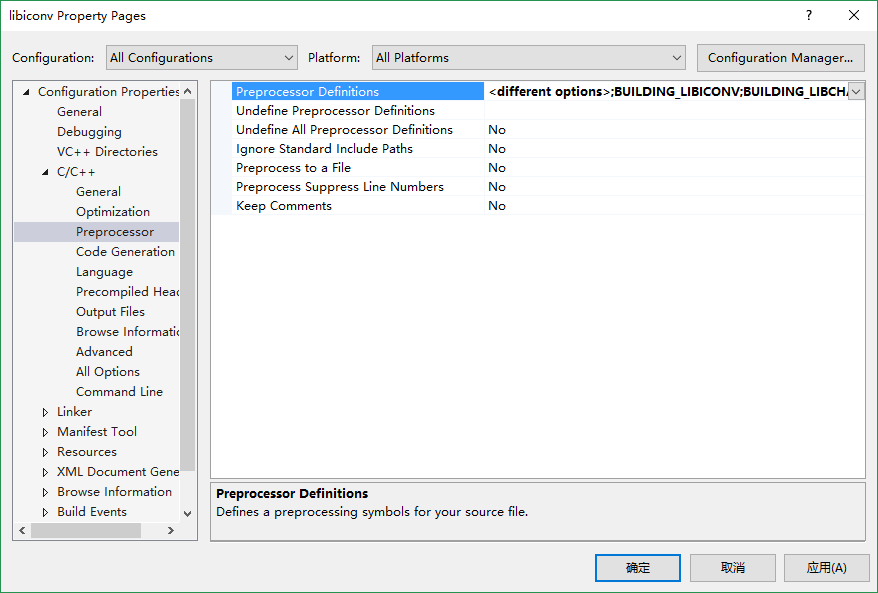 libiconv Property Pages
Configuration: All Configurations Platform: All Platforms Configuration Manager...
Configuration Properties
General
Debugging
VC++ Directories
C/C++
General
Optimization
Preprocessor
Code Generation
Language
Precompiled Head
Output Files
Browse Informatio
Advanced
All Options
Command Line
Linker
Manifest Tool
Resources
XML Document Gene
Browse Information
Build Events
Preprocessor Definitions <different options>;BUILDING_LIBICONV;BUILDING_LIBCHA
Undefine Preprocessor Definitions
Undefine All Preprocessor Definitions No
Ignore Standard Include Paths No
Preprocess to a File No
Preprocess Suppress Line Numbers No
Keep Comments No
Preprocessor Definitions
Defines a preprocessing symbols for your source file.
确定 取消 应用(A)